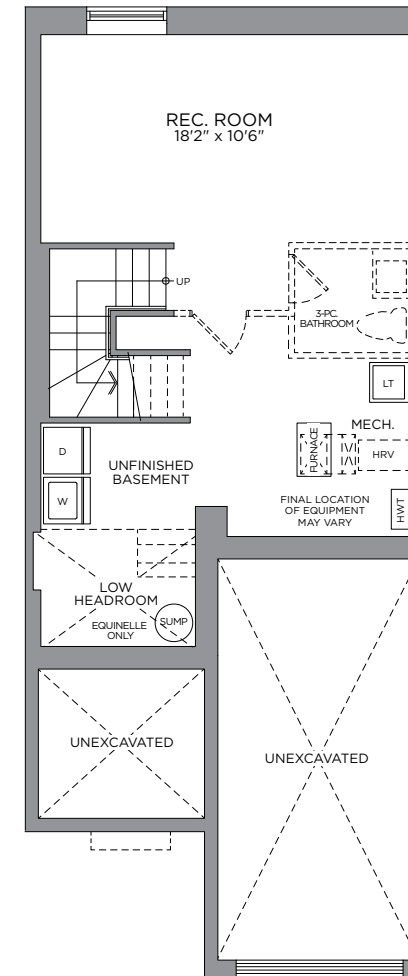 REC. ROOM
18'2" x 10'6"
UP
3-PC.
BATHROOM
LT
MECH.
FURNACE
HRV
D
UNFINISHED
BASEMENT
W
FINAL LOCATION
OF EQUIPMENT
MAY VARY
HWT
LOW
HEADROOM
EQUINELLE
ONLY
SUMP
UNEXCAVATED
UNEXCAVATED